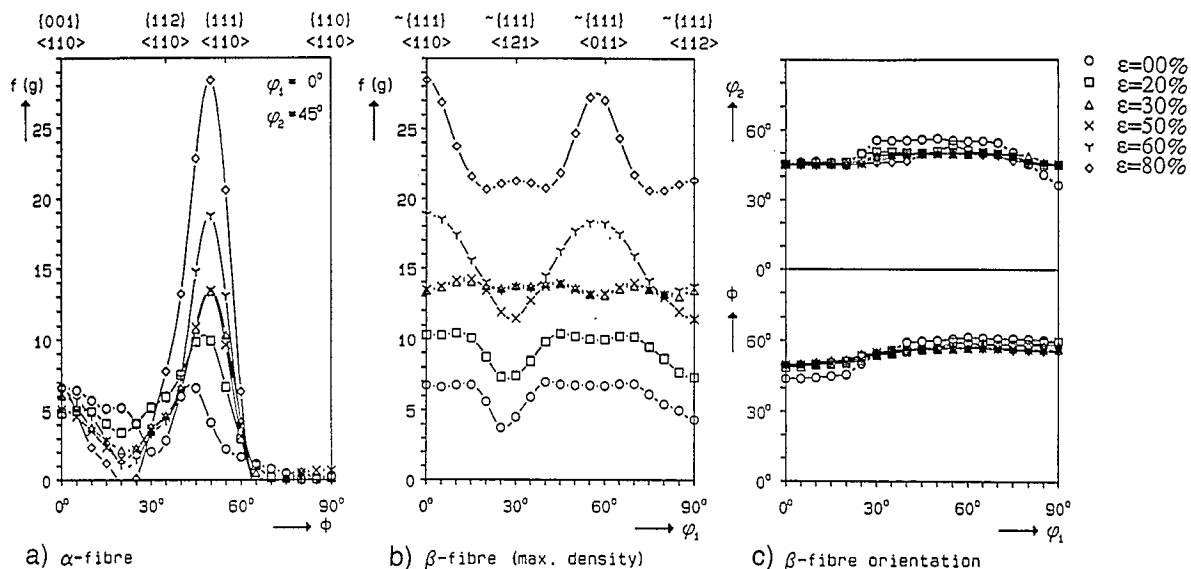 {001} {112} {111} {110}
<110> <110> <110> <110>
f(g)
φ₁ = 0°
φ₂ = 45°
30
25
20
15
10
5
0
0° 30° 60° 90°
Φ
a) α-fibre
~{111} ~{111} ~{111} ~{111}
<110> <121> <011> <112>
f(g)
30
25
20
15
10
5
0
0° 30° 60° 90°
φ₁
b) β-fibre (max. density)
φ₂
60°
30°
0°
Φ
60°
30°
0°
0° 30° 60° 90°
φ₁
c) β-fibre orientation
ε=00%
ε=20%
ε=30%
ε=50%
ε=60%
ε=80%